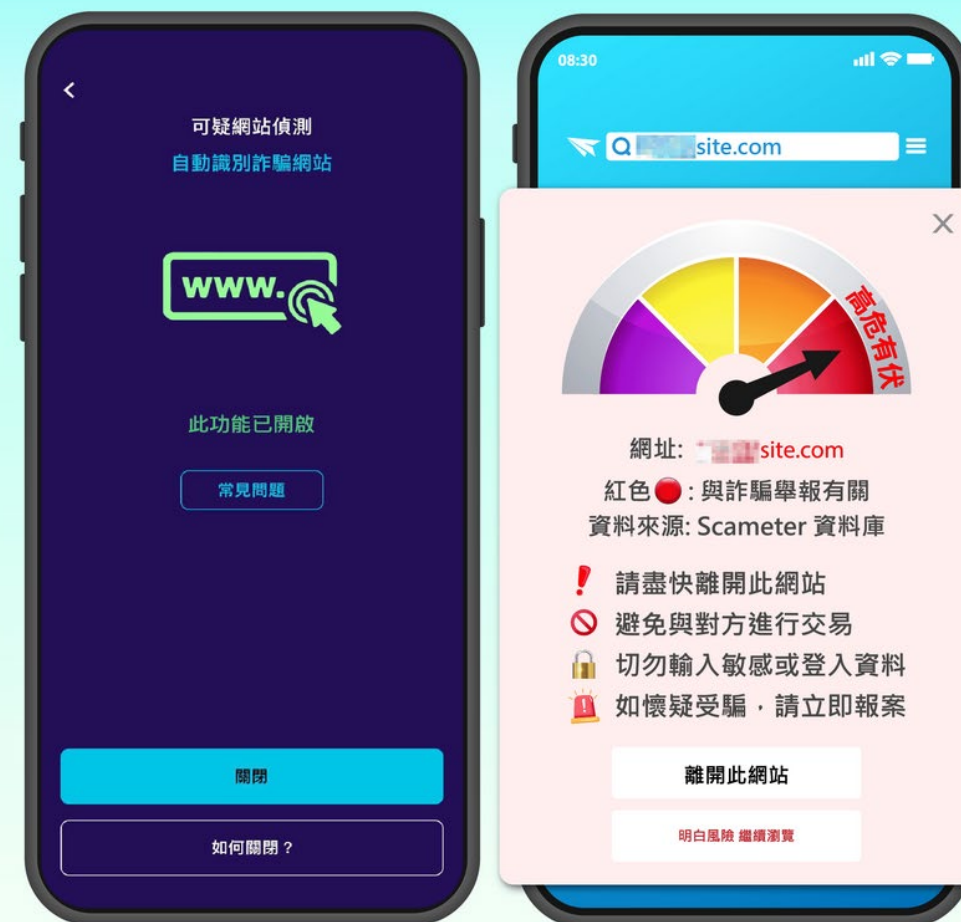 可疑網站偵測
自動識別詐騙網站
www.
此功能已開啟
常見問題
關閉
如何關閉？
08:30
site.com
高危有伏
網址: site.com
紅色🔴: 與詐騙舉報有關
資料來源: Scameter 資料庫
❗ 請盡快離開此網站
🚫 避免與對方進行交易
🔒 切勿輸入敏感或登入資料
🚨 如懷疑受騙，請立即報案
離開此網站
明白風險 繼續瀏覽